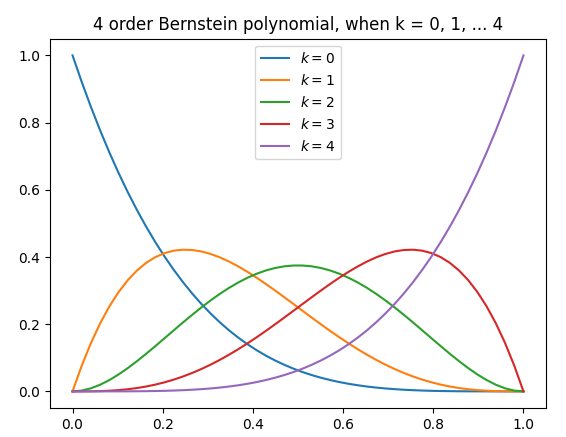 4 order Bernstein polynomial, when k = 0, 1, ... 4
k = 0
k = 1
k = 2
k = 3
k = 4
1.0
0.8
0.6
0.4
0.2
0.0
0.0 0.2 0.4 0.6 0.8 1.0